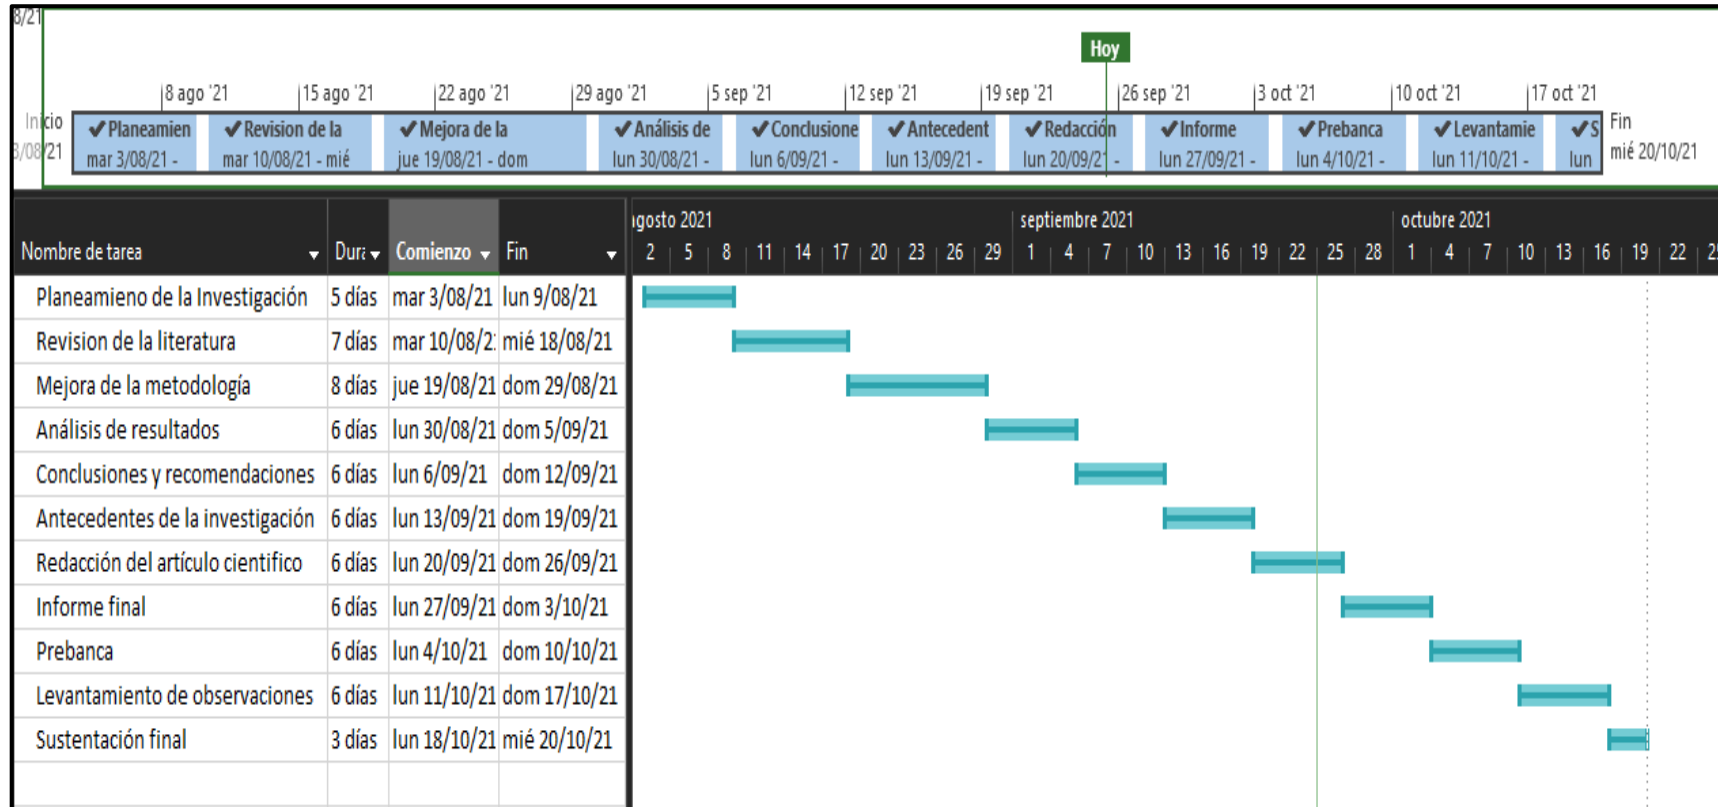 8/21
Hoy
8 ago '21 15 ago '21 22 ago '21 29 ago '21 5 sep '21 12 sep '21 19 sep '21 26 sep '21 3 oct '21 10 oct '21 17 oct '21
Inicio Planeamien Revision de la Mejora de la Análisis de Conclusione Antecedent Redacción Informe Prebanca Levantamie S Fin
3/08/21 mar 3/08/21 - mar 10/08/21 - mié jue 19/08/21 - dom lun 30/08/21 - lun 6/09/21 - lun 13/09/21 - lun 20/09/21 - lun 27/09/21 - lun 4/10/21 - lun 11/10/21 - lun mié 20/10/21
agosto 2021 septiembre 2021 octubre 2021
Nombre de tarea Dura Comienzo Fin 2 5 8 11 14 17 20 23 26 29 1 4 7 10 13 16 19 22 25 28 1 4 7 10 13 16 19 22 25
Planeamieno de la Investigación 5 días mar 3/08/21 lun 9/08/21
Revision de la literatura 7 días mar 10/08/2 mié 18/08/21
Mejora de la metodología 8 días jue 19/08/21 dom 29/08/21
Análisis de resultados 6 días lun 30/08/21 dom 5/09/21
Conclusiones y recomendaciones 6 días lun 6/09/21 dom 12/09/21
Antecedentes de la investigación 6 días lun 13/09/21 dom 19/09/21
Redacción del artículo cientifico 6 días lun 20/09/21 dom 26/09/21
Informe final 6 días lun 27/09/21 dom 3/10/21
Prebanca 6 días lun 4/10/21 dom 10/10/21
Levantamiento de observaciones 6 días lun 11/10/21 dom 17/10/21
Sustentación final 3 días lun 18/10/21 mié 20/10/21